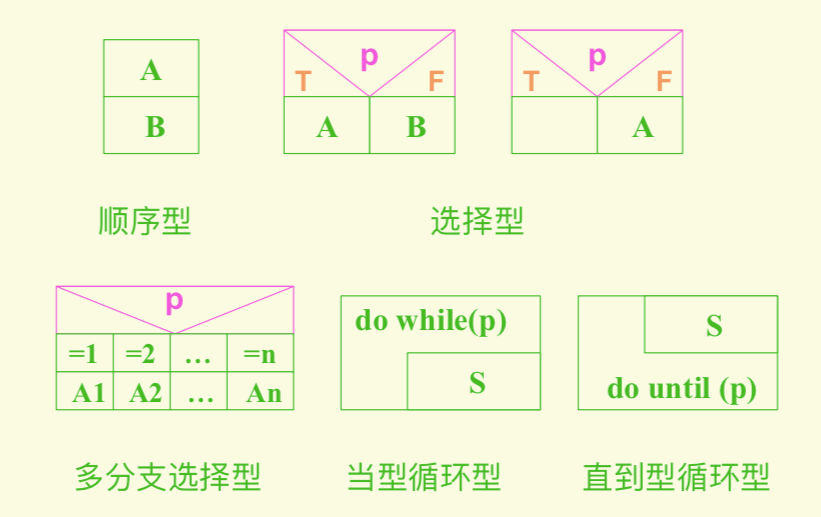 A
B
p
T F
A B
p
T F
A
顺序型
选择型
p
=1 =2 … =n
A1 A2 … An
do while(p)
S
S
do until (p)
多分支选择型
当型循环型
直到型循环型